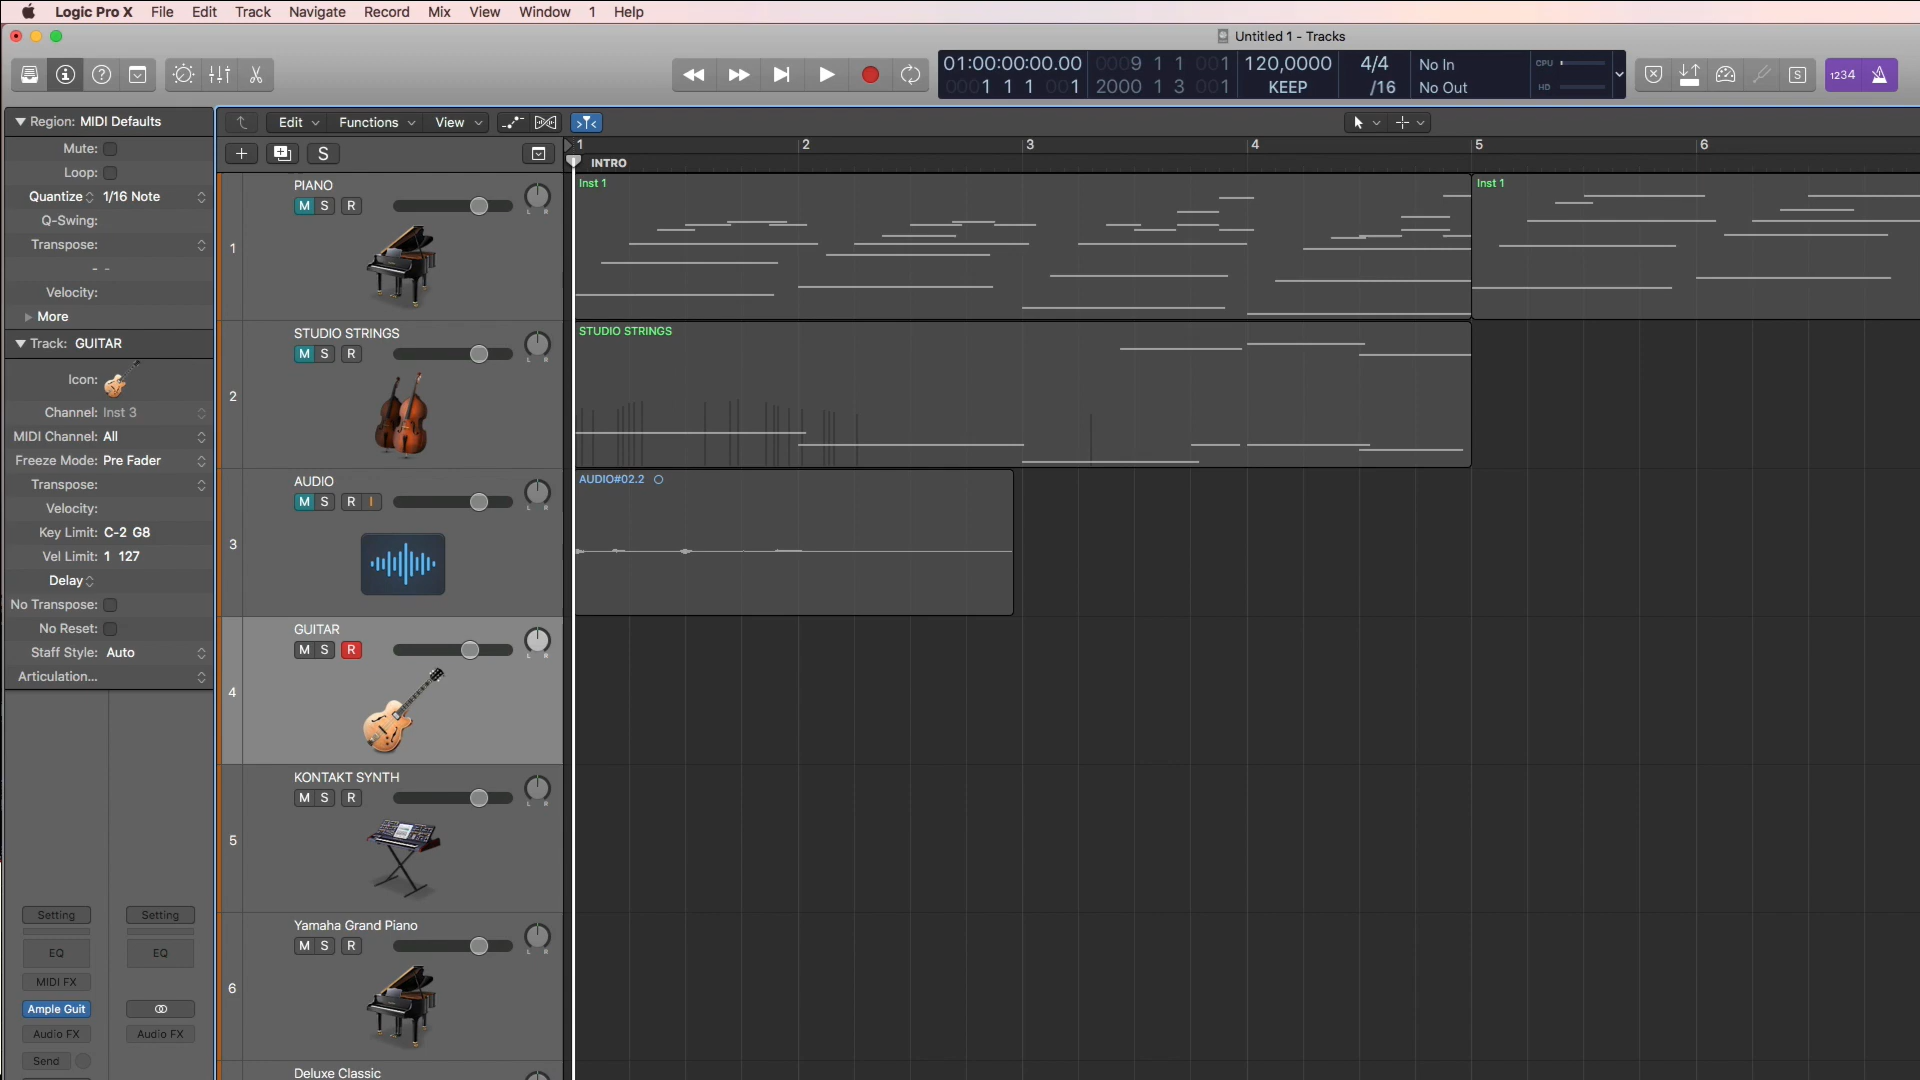 Logic Pro X File Edit Track Navigate Record Mix View Window 1 Help
Untitled 1 - Tracks
01:00:00:00.00 0009 1 1 001 120,0000 4/4 No In CPU
0001 1 1 001 2000 1 3 001 KEEP /16 No Out HD
S 1234
Region: MIDI Defaults
Edit Functions View
Mute:
Loop:
Quantize 1/16 Note
Q-Swing:
Transpose:
- -
Velocity:
More
Track: GUITAR
Icon:
Channel: Inst 3
MIDI Channel: All
Freeze Mode: Pre Fader
Transpose:
Velocity:
Key Limit: C-2 G8
Vel Limit: 1 127
Delay
No Transpose:
No Reset:
Staff Style: Auto
Articulation...
Setting Setting
EQ EQ
MIDI FX
Ample Guit
Audio FX Audio FX
Send
S
1 2 3 4 5 6
INTRO
PIANO
M S R
L R
1
Inst 1 Inst 1
STUDIO STRINGS
M S R
L R
2
STUDIO STRINGS
AUDIO
M S R I
L R
3
AUDIO#02.2
GUITAR
M S R
L R
4
KONTAKT SYNTH
M S R
L R
5
Yamaha Grand Piano
M S R
L R
6
Deluxe Classic